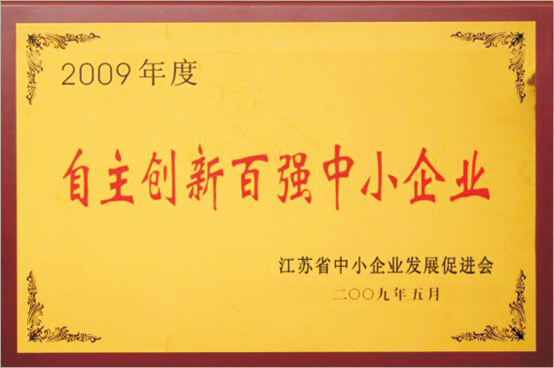 2009年度
自主创新百强中小企业
江苏省中小企业发展促进会
二〇〇九年五月